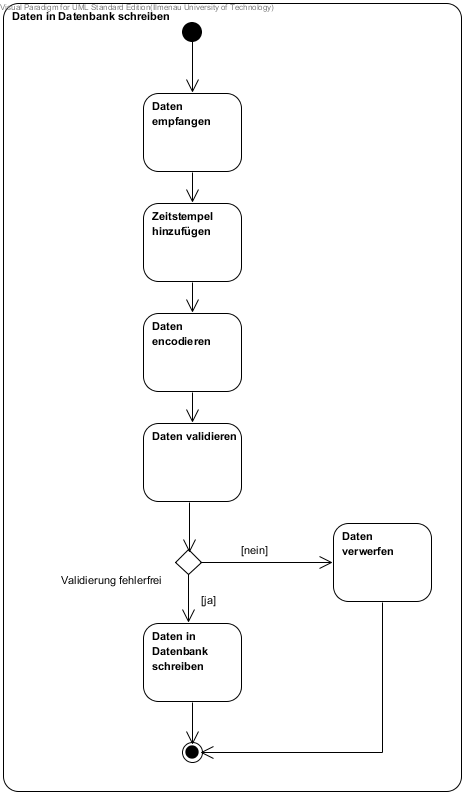 Visual Paradigm for UML Standard Edition(Ilmenau University of Technology)
Daten in Datenbank schreiben
Daten
empfangen
Zeitstempel
hinzufügen
Daten
encodieren
Daten validieren
[nein]
Daten
verwerfen
Validierung fehlerfrei
[ja]
Daten in
Datenbank
schreiben